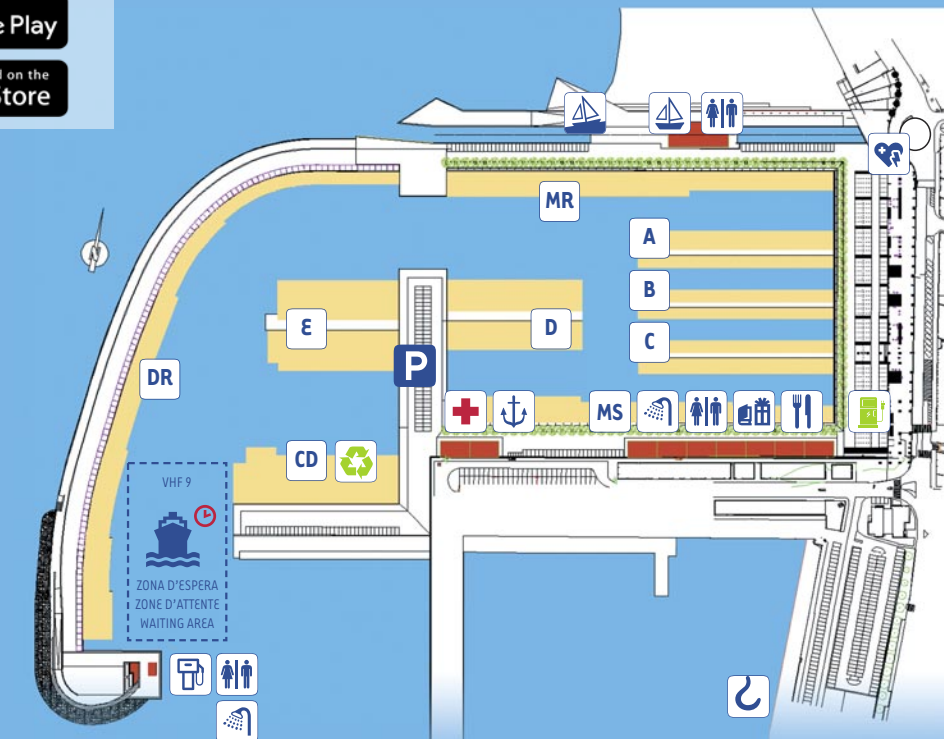 Play
on the
Store
MR
A
B
E
D
C
DR
P
MS
CD
VHF 9
ZONA D'ESPERA
ZONE D'ATTENTE
WAITING AREA